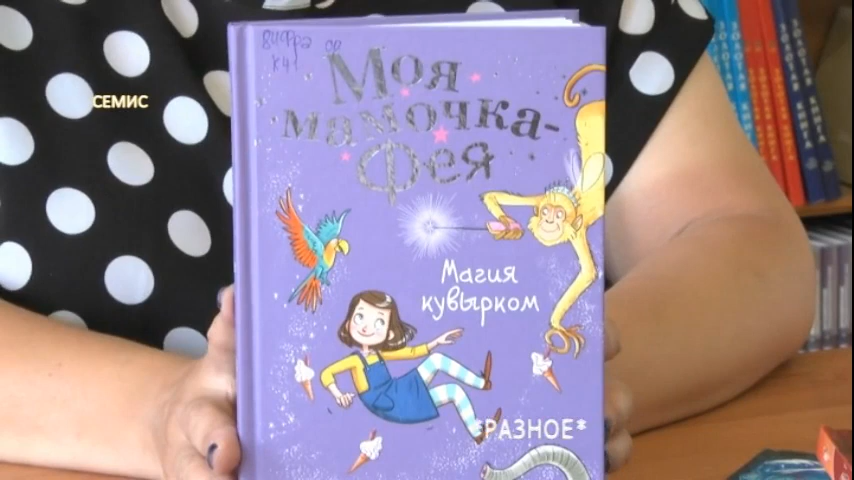 СЕМИС
Моя
мамочка-
фея
Магия
кувырком
*РАЗНОЕ*